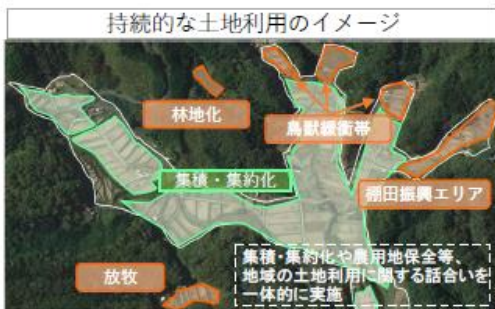 持続的な土地利用のイメージ
林地化
鳥獣緩衝帯
集積・集約化
棚田振興エリア
放牧
集積・集約化や農用地保全等、
地域の土地利用に関する話合いを
一体的に実施